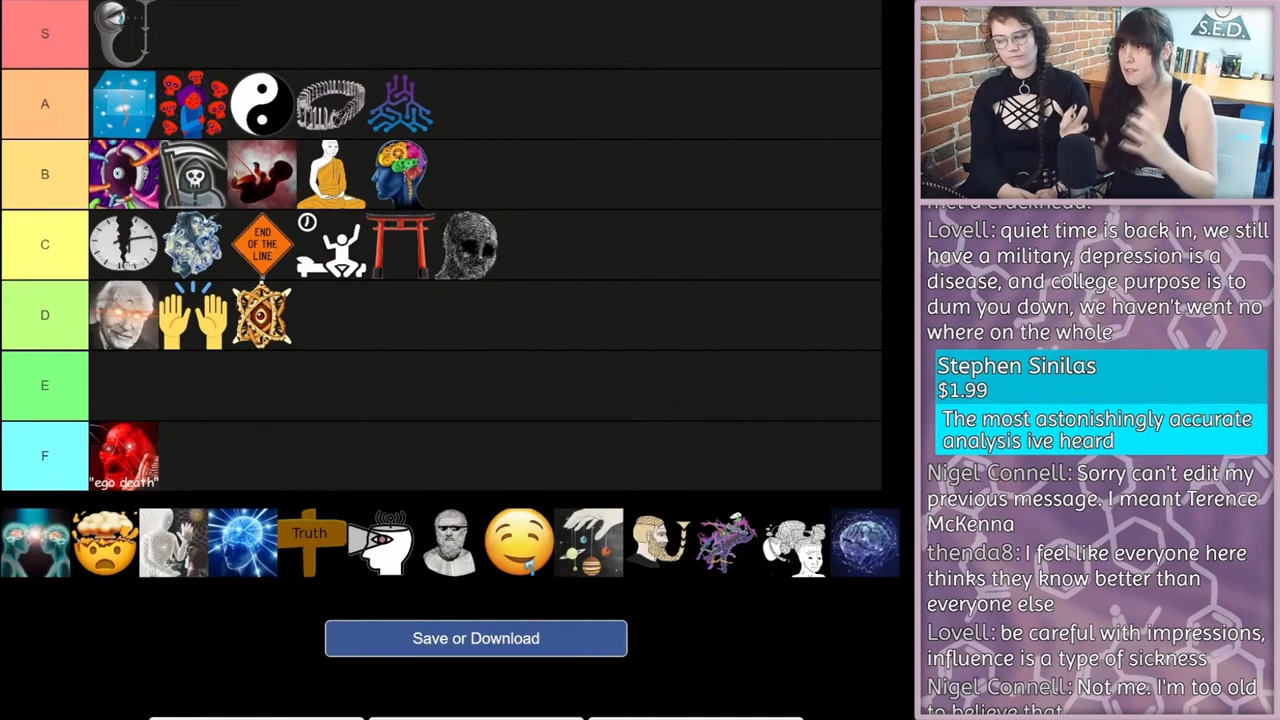 S
A
B
C
END
OF THE
LINE
D
E
F
"ego death"
Truth
Save or Download
S.E.D.
Lovell: quiet time is back in, we still
have a military, depression is a
disease, and college purpose is to
dum you down, we haven't went no
where on the whole
Stephen Sinilas
$1.99
The most astonishingly accurate
analysis ive heard
Nigel Connell: Sorry can't edit my
previous message. I meant Terence
McKenna
thenda8: I feel like everyone here
thinks they know better than
everyone else
Lovell: be careful with impressions,
influence is a type of sickness
Nigel Connell: Not me. I'm too old
to believe that